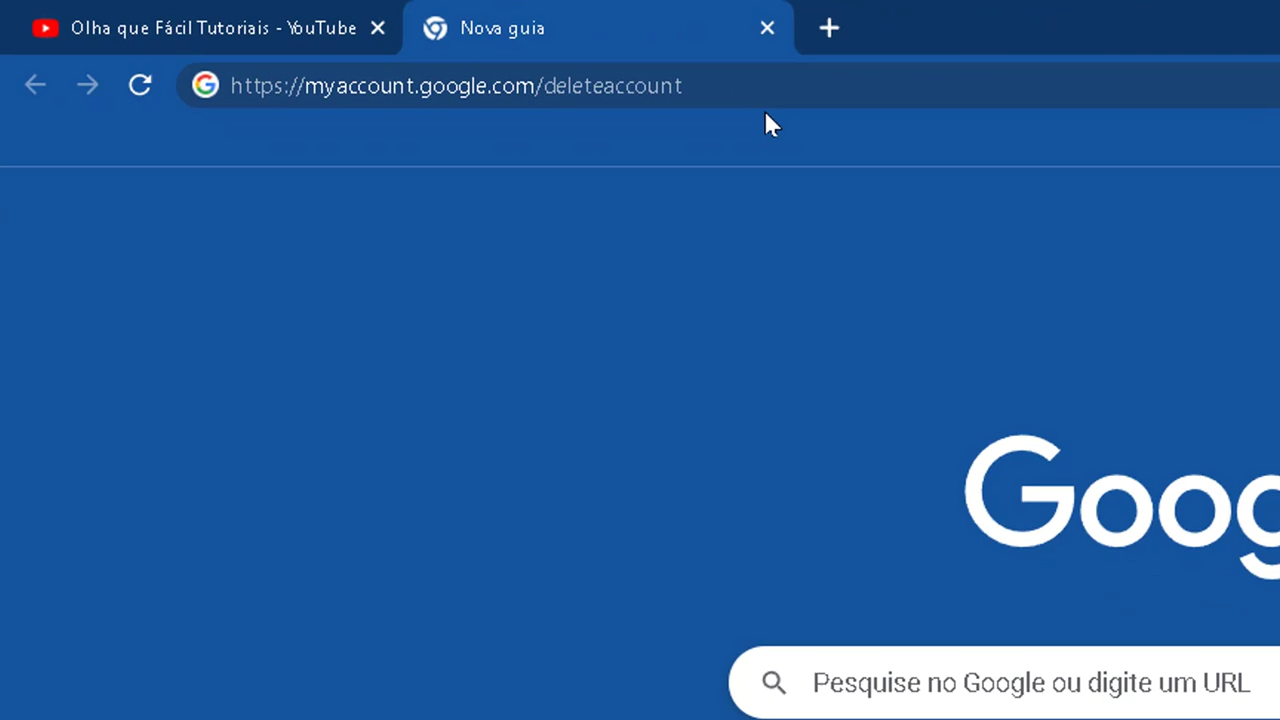 Olha que Fácil Tutoriais - YouTube
Nova guia
https://myaccount.google.com/deleteaccount
Goog
Pesquise no Google ou digite um URL